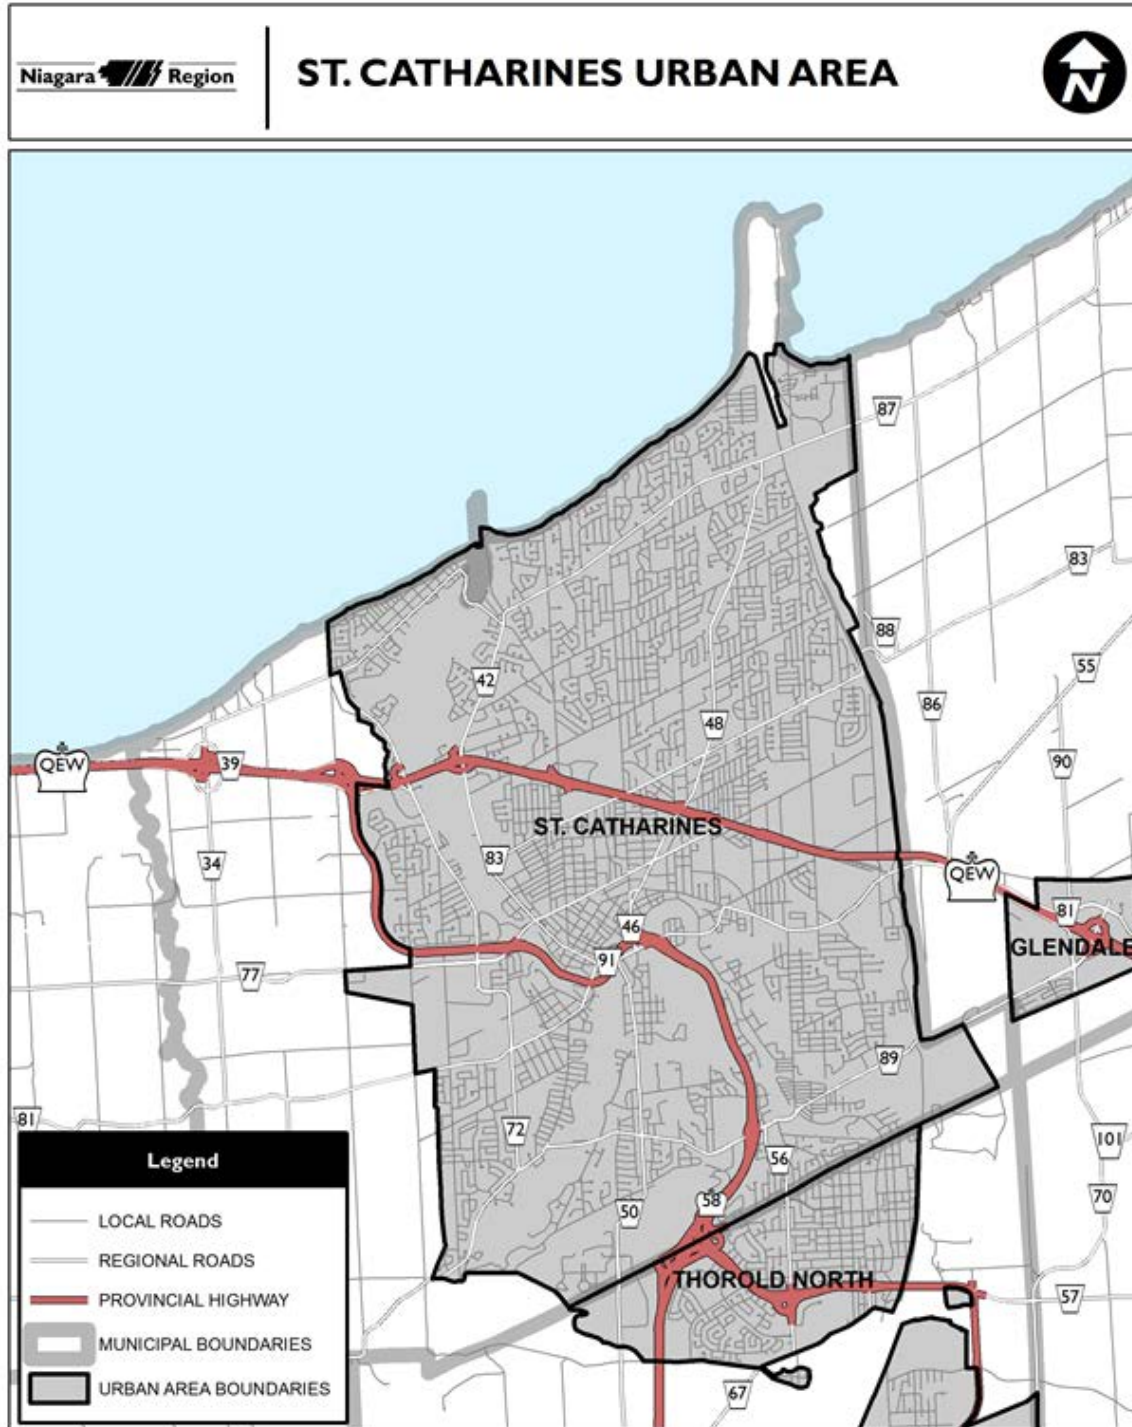 Niagara Region
ST. CATHARINES URBAN AREA
N
87
83
88
55
42
86
48
QEW
39
90
ST. CATHARINES
34
83
QEW
81
46
GLENDALE
91
77
89
81
72
101
56
70
58
50
THOROLD NORTH
57
67
Legend
LOCAL ROADS
REGIONAL ROADS
PROVINCIAL HIGHWAY
MUNICIPAL BOUNDARIES
URBAN AREA BOUNDARIES